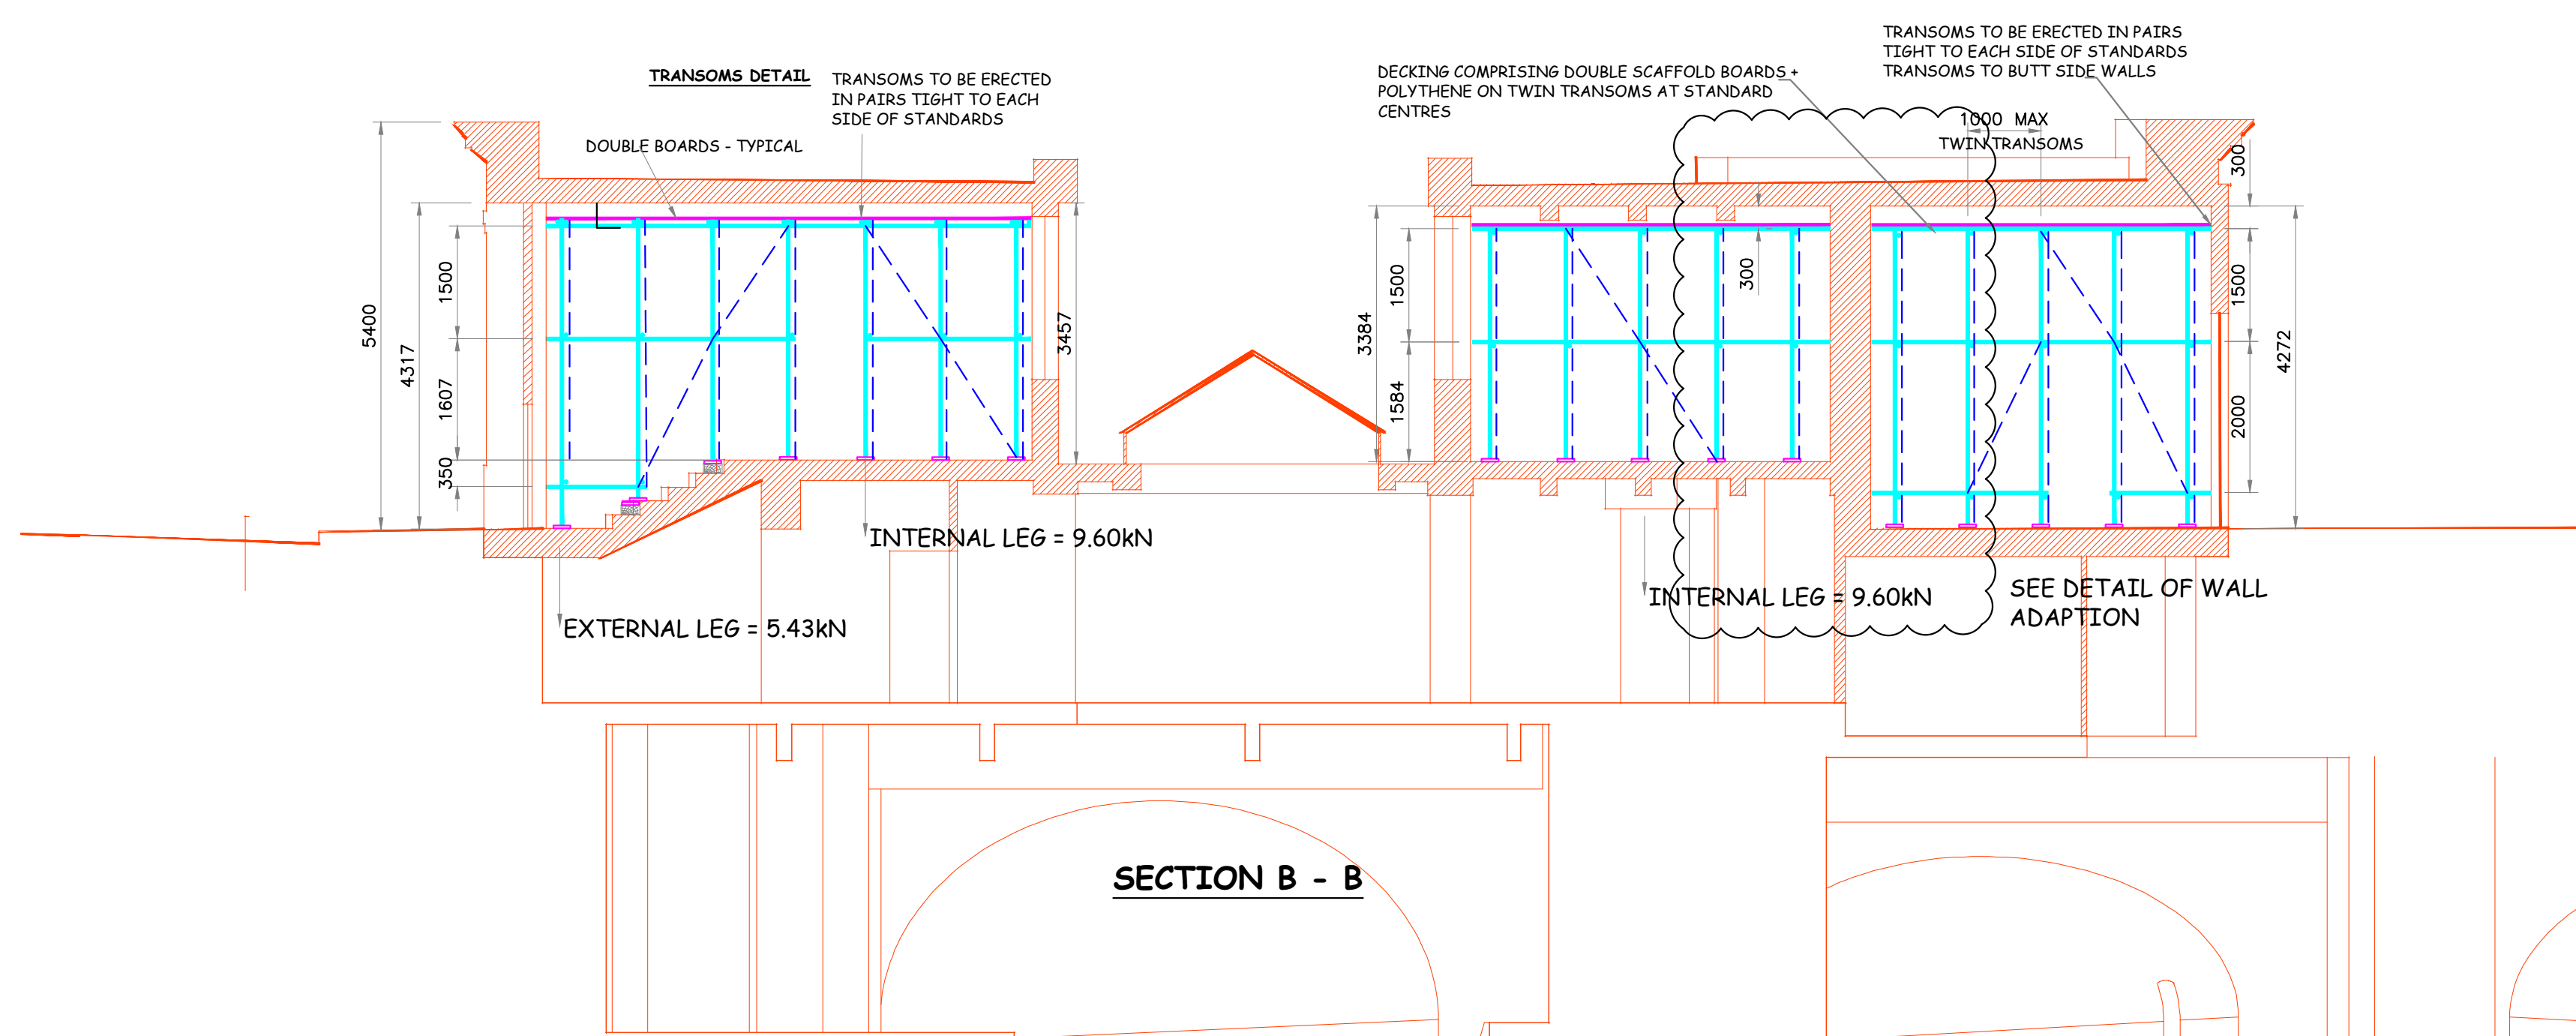 TRANSOMS DETAIL
TRANSOMS TO BE ERECTED
IN PAIRS TIGHT TO EACH
SIDE OF STANDARDS
DOUBLE BOARDS - TYPICAL
DECKING COMPRISING DOUBLE SCAFFOLD BOARDS +
POLYTHENE ON TWIN TRANSOMS AT STANDARD
CENTRES
TRANSOMS TO BE ERECTED IN PAIRS
TIGHT TO EACH SIDE OF STANDARDS
TRANSOMS TO BUTT SIDE WALLS
1000 MAX
TWIN TRANSOMS
300
5400
4317
1500
1607
350
3457
3384
1500
1584
300
1500
2000
4272
INTERNAL LEG = 9.60kN
EXTERNAL LEG = 5.43kN
INTERNAL LEG = 9.60kN
SEE DETAIL OF WALL
ADAPTION
SECTION B - B